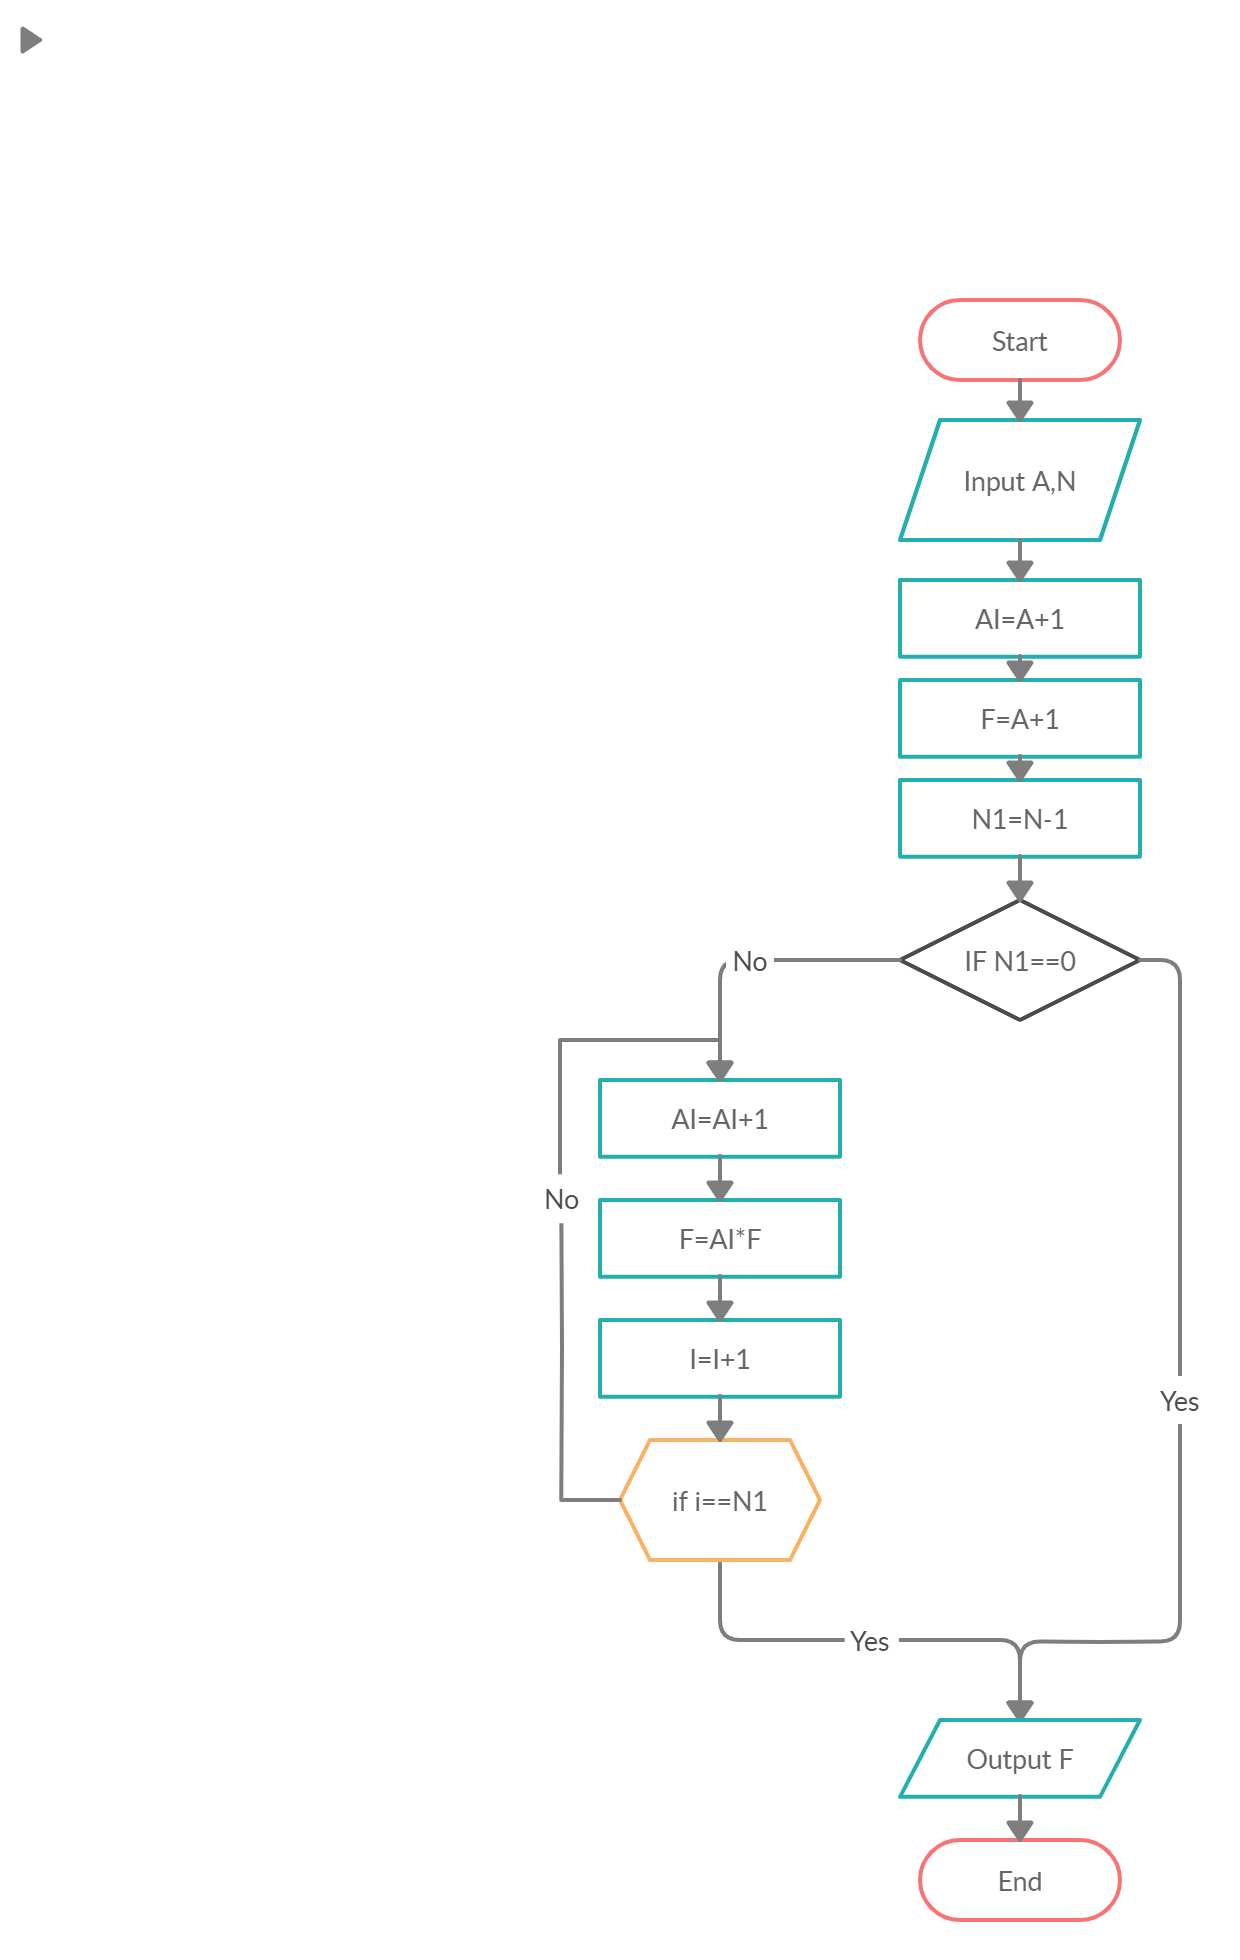 Start
Input A,N
AI=A+1
F=A+1
N1=N-1
IF N1==0
No
AI=AI+1
No
F=AI*F
I=I+1
Yes
if i==N1
Yes
Output F
End